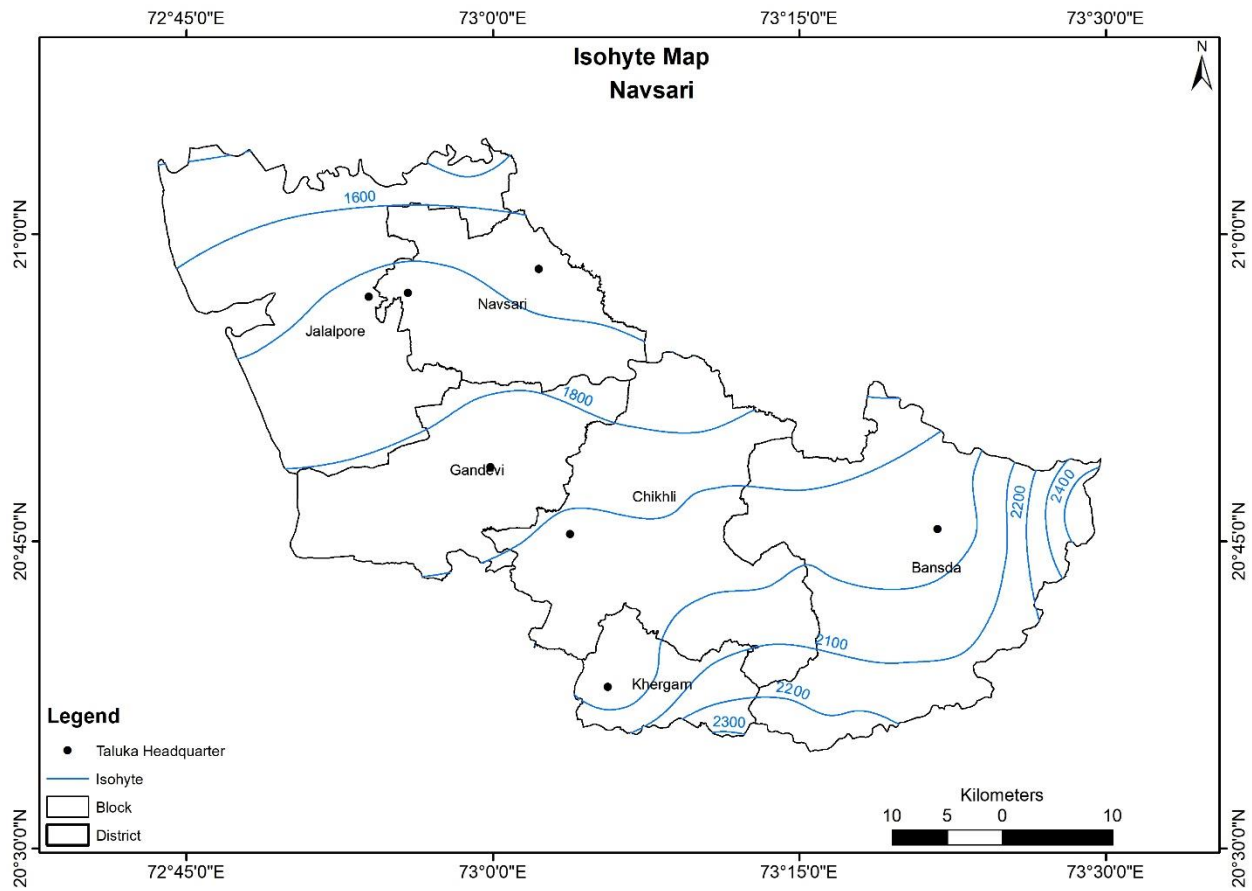 72°45'0"E 73°0'0"E 73°15'0"E 73°30'0"E
Isohyte Map
Navsari
N
21°0'0"N
21°0'0"N
1600
Navsari
Jalalpore
1800
Gandevi
Chikhli
2400
2200
20°45'0"N
20°45'0"N
Bansda
2100
Khergam
2200
2300
Legend
Taluka Headquarter
Isohyte
Block
District
Kilometers
10 5 0 10
20°30'0"N
20°30'0"N
72°45'0"E 73°0'0"E 73°15'0"E 73°30'0"E